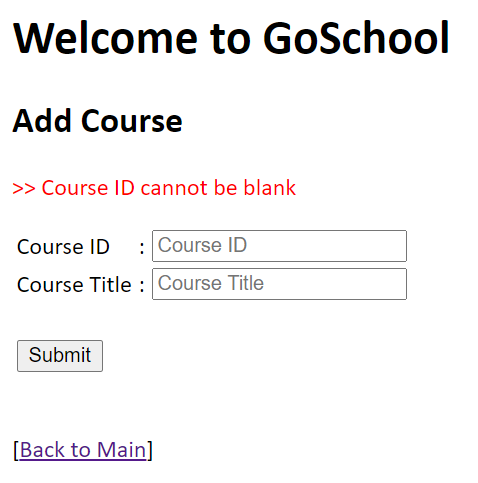 Welcome to GoSchool
Add Course
>> Course ID cannot be blank
Course ID : Course ID
Course Title : Course Title
Submit
[Back to Main]